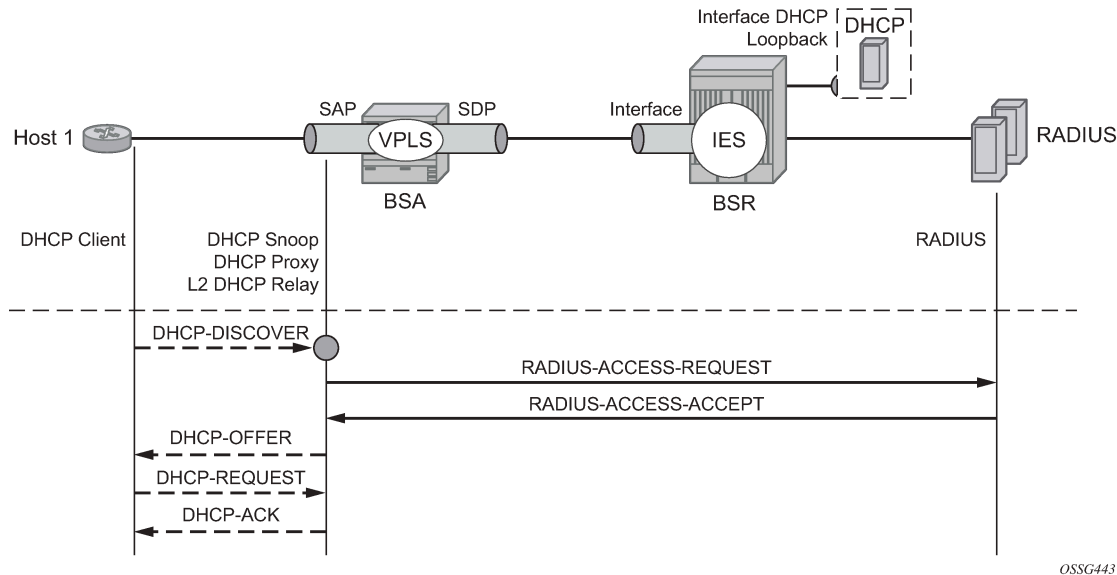 Interface DHCP
Loopback
DHCP
SAP
SDP
Interface
Host 1
VPLS
IES
RADIUS
BSA
BSR
DHCP Client
DHCP Snoop
DHCP Proxy
L2 DHCP Relay
RADIUS
DHCP-DISCOVER
RADIUS-ACCESS-REQUEST
RADIUS-ACCESS-ACCEPT
DHCP-OFFER
DHCP-REQUEST
DHCP-ACK
OSSG443